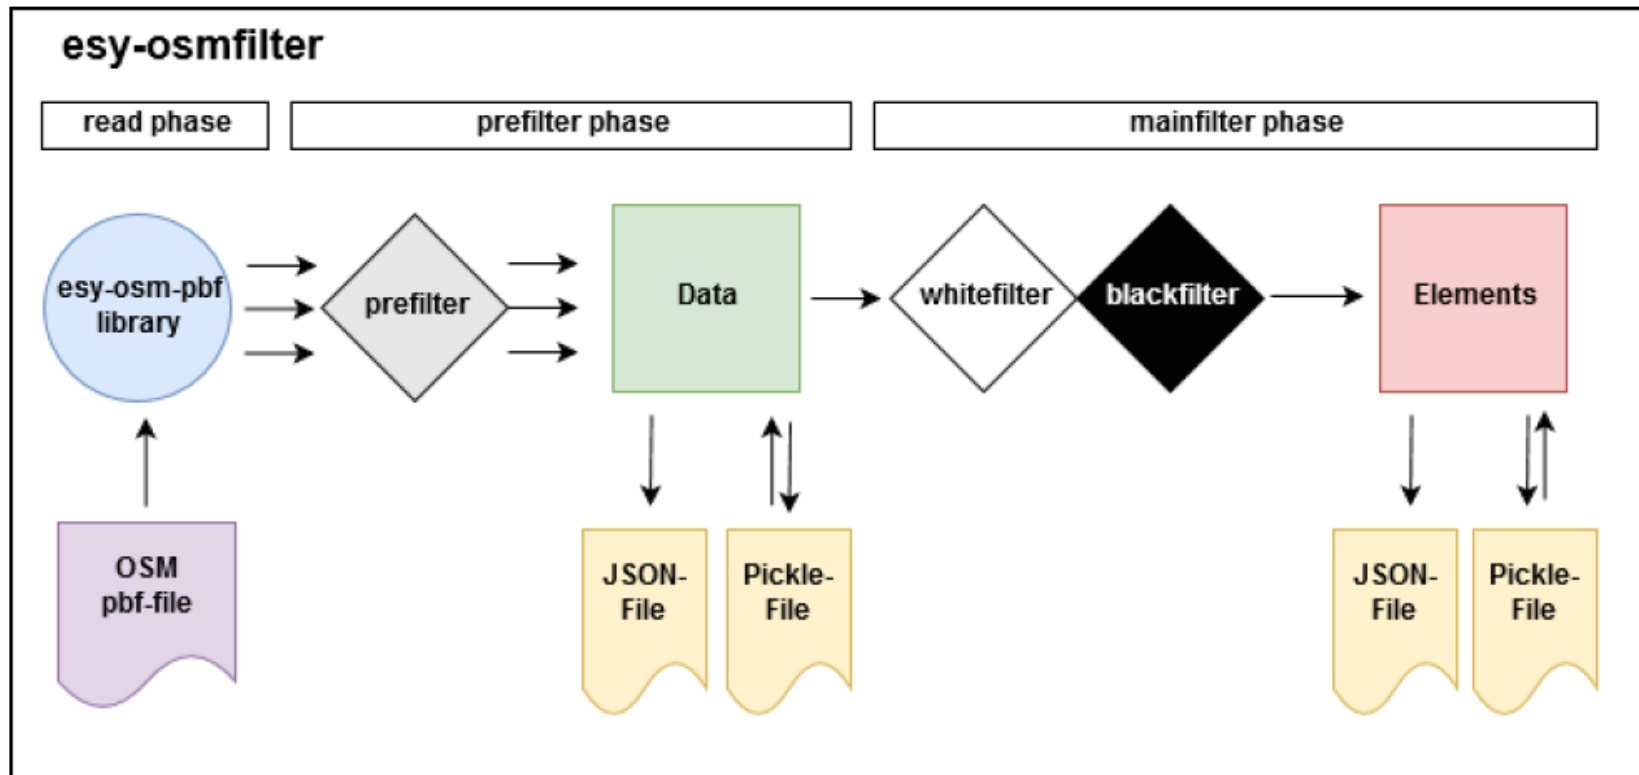 esy-osmfilter
read phase
prefilter phase
mainfilter phase
esy-osm-pbf
library
prefilter
Data
whitefilter
blackfilter
Elements
OSM
pbf-file
JSON-
File
Pickle-
File
JSON-
File
Pickle-
File